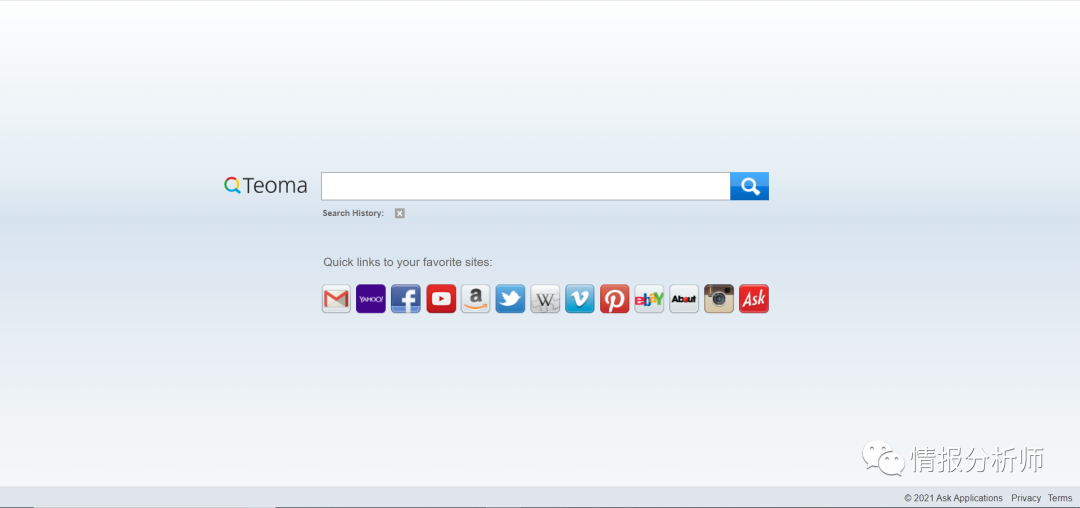 Teoma
Search History:
Quick links to your favorite sites:
YAHOO! a W ebaY About Ask
情报分析师
© 2021 Ask Applications Privacy Terms